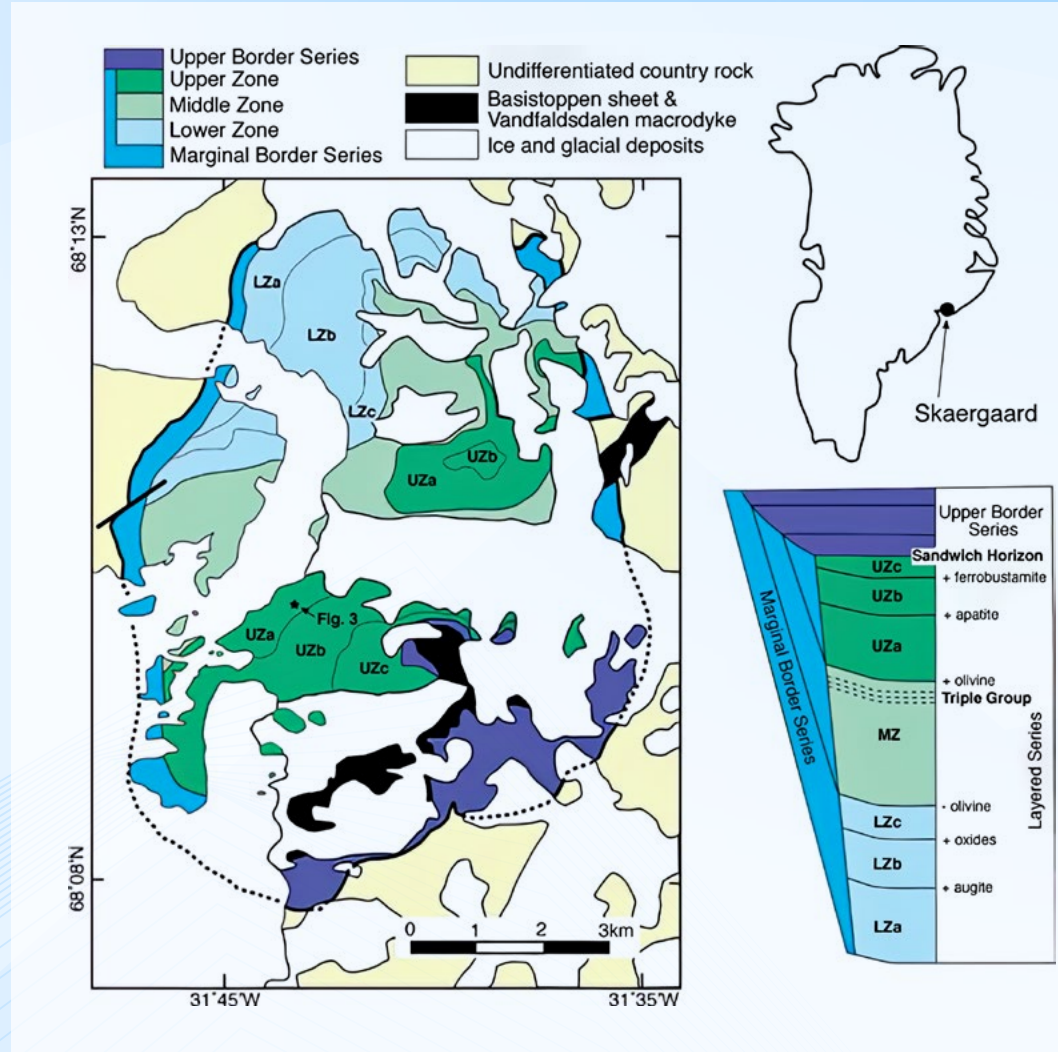 Upper Border Series
Upper Zone
Middle Zone
Lower Zone
Marginal Border Series
Undifferentiated country rock
Basistoppen sheet &
Vandfaldsdalen macrodyke
Ice and glacial deposits
68°13'N
LZa
LZb
LZc
UZb
UZa
Fig. 3
UZa
UZb
UZc
68°08'N
0 1 2 3km
31°45'W
31°35'W
Skaergaard
Upper Border
Series
Sandwich Horizon
UZc
+ ferrobustamite
UZb
+ apatite
UZa
+ olivine
Triple Group
MZ
- olivine
LZc
+ oxides
LZb
+ augite
LZa
Marginal Border Series
Layered Series